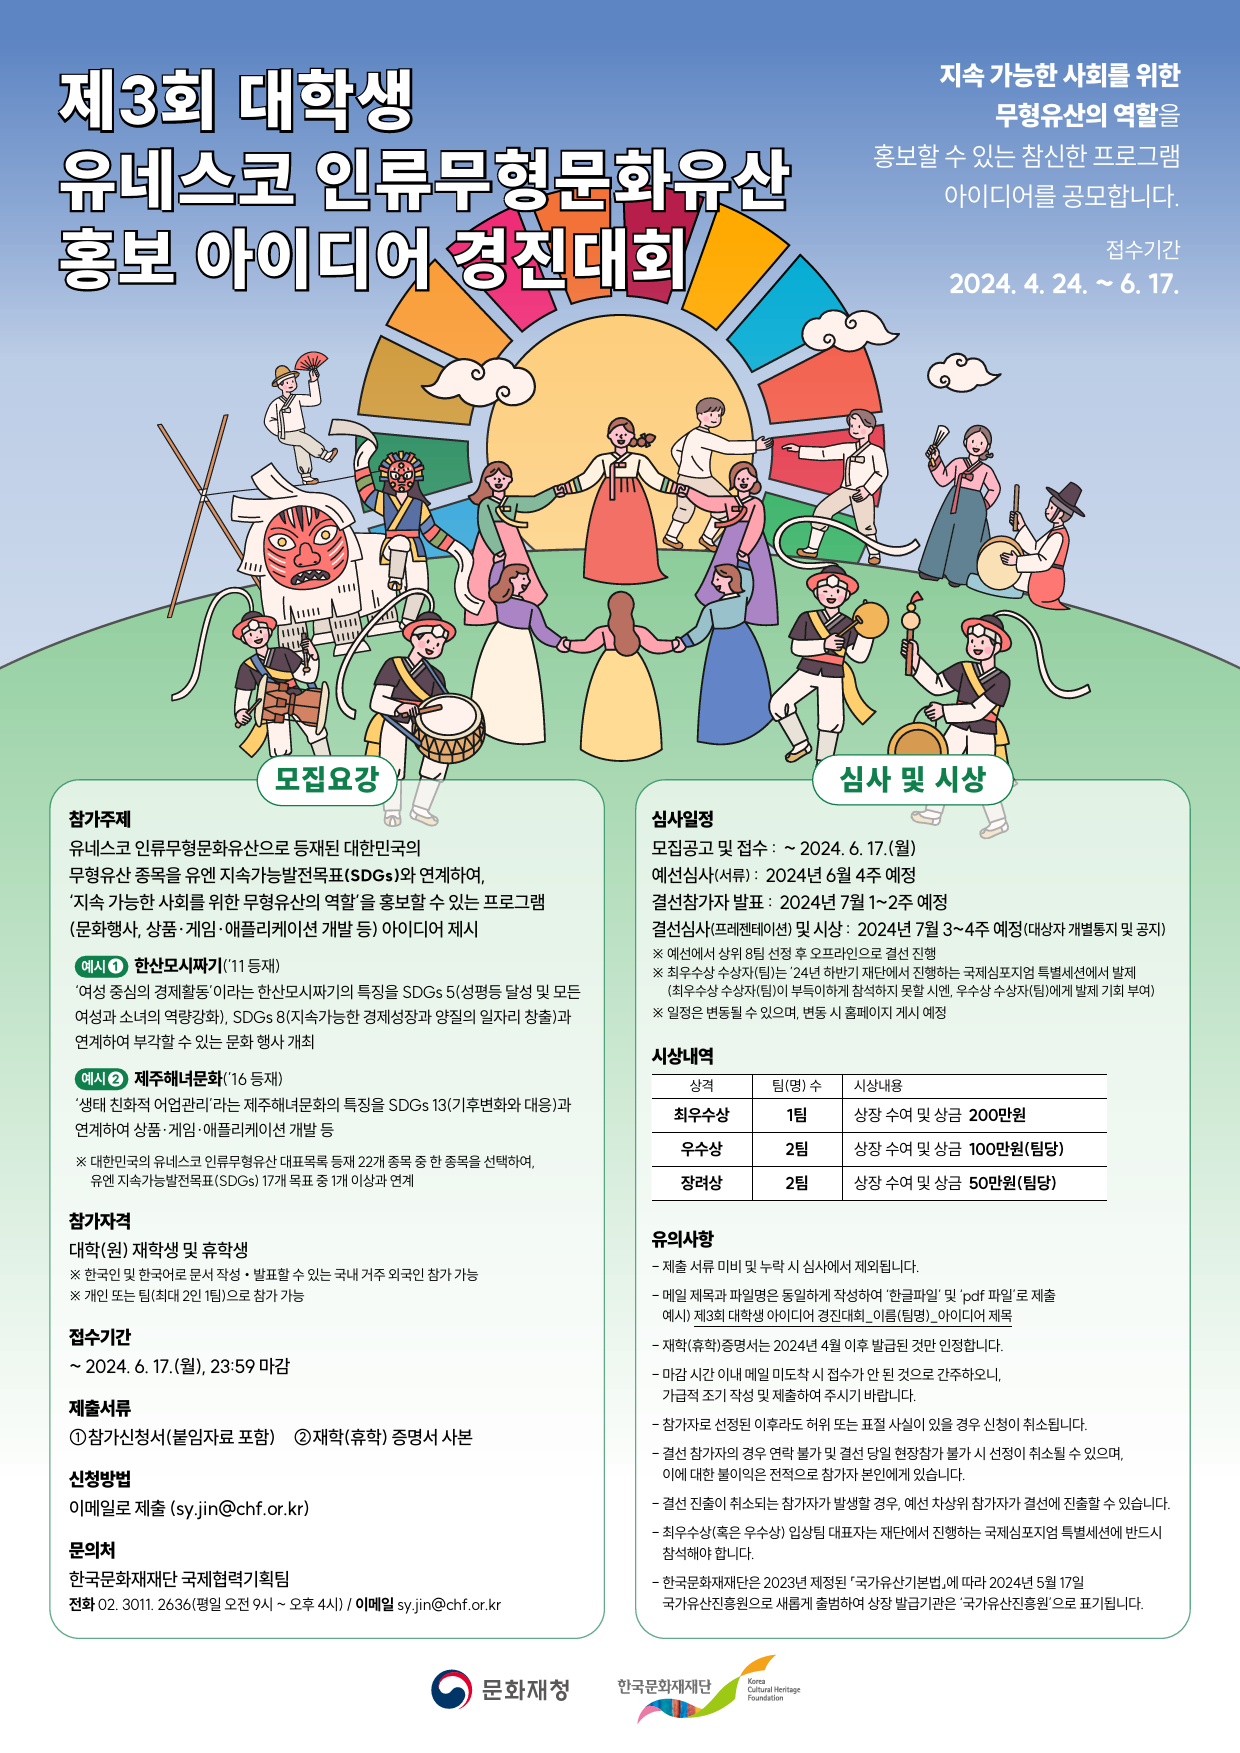 제3회 대학생
유네스코 인류무형문화유산
홍보 아이디어 경진대회
지속 가능한 사회를 위한
무형유산의 역할을
홍보할 수 있는 참신한 프로그램
아이디어를 공모합니다.
접수기간
2024. 4. 24. ~ 6. 17.
모집요강
참가주제
유네스코 인류무형문화유산으로 등재된 대한민국의
무형유산 종목을 유엔 지속가능발전목표(SDGs)와 연계하여,
‘지속 가능한 사회를 위한 무형유산의 역할’을 홍보할 수 있는 프로그램
(문화행사, 상품·게임·애플리케이션 개발 등) 아이디어 제시
예시 1 한산모시짜기(‘11 등재)
‘여성 중심의 경제활동’이라는 한산모시짜기의 특징을 SDGs 5(성평등 달성 및 모든
여성과 소녀의 역량강화), SDGs 8(지속가능한 경제성장과 양질의 일자리 창출)과
연계하여 부각할 수 있는 문화 행사 개최
예시 2 제주해녀문화(‘16 등재)
‘생태 친화적 어업관리’라는 제주해녀문화의 특징을 SDGs 13(기후변화와 대응)과
연계하여 상품·게임·애플리케이션 개발 등
※ 대한민국의 유네스코 인류무형유산 대표목록 등재 22개 종목 중 한 종목을 선택하여,
유엔 지속가능발전목표(SDGs) 17개 목표 중 1개 이상과 연계
참가자격
대학(원) 재학생 및 휴학생
※ 한국인 및 한국어로 문서 작성・발표할 수 있는 국내 거주 외국인 참가 가능
※ 개인 또는 팀(최대 2인 1팀)으로 참가 가능
접수기간
~ 2024. 6. 17.(월), 23:59 마감
제출서류
①참가신청서(붙임자료 포함) ②재학(휴학) 증명서 사본
신청방법
이메일로 제출 (sy.jin@chf.or.kr)
문의처
한국문화재재단 국제협력기획팀
전화 02. 3011. 2636(평일 오전 9시 ~ 오후 4시) / 이메일 sy.jin@chf.or.kr
심사 및 시상
심사일정
모집공고 및 접수 : ~ 2024. 6. 17.(월)
예선심사(서류) : 2024년 6월 4주 예정
결선참가자 발표 : 2024년 7월 1~2주 예정
결선심사(프레젠테이션) 및 시상 : 2024년 7월 3~4주 예정(대상자 개별통지 및 공지)
※ 예선에서 상위 8팀 선정 후 오프라인으로 결선 진행
※ 최우수상 수상자(팀)는 ‘24년 하반기 재단에서 진행하는 국제심포지엄 특별세션에서 발제
(최우수상 수상자(팀)이 부득이하게 참석하지 못할 시엔, 우수상 수상자(팀)에게 발제 기회 부여)
※ 일정은 변동될 수 있으며, 변동 시 홈페이지 게시 예정
시상내역
상격 팀(명) 수 시상내용
최우수상 1팀 상장 수여 및 상금 200만원
우수상 2팀 상장 수여 및 상금 100만원(팀당)
장려상 2팀 상장 수여 및 상금 50만원(팀당)
유의사항
– 제출 서류 미비 및 누락 시 심사에서 제외됩니다.
– 메일 제목과 파일명은 동일하게 작성하여 ‘한글파일’ 및 ‘pdf 파일’로 제출
예시) 제3회 대학생 아이디어 경진대회_이름(팀명)_아이디어 제목
– 재학(휴학)증명서는 2024년 4월 이후 발급된 것만 인정합니다.
– 마감 시간 이내 메일 미도착 시 접수가 안 된 것으로 간주하오니,
가급적 조기 작성 및 제출하여 주시기 바랍니다.
– 참가자로 선정된 이후라도 허위 또는 표절 사실이 있을 경우 신청이 취소됩니다.
– 결선 참가자의 경우 연락 불가 및 결선 당일 현장참가 불가 시 선정이 취소될 수 있으며,
이에 대한 불이익은 전적으로 참가자 본인에게 있습니다.
– 결선 진출이 취소되는 참가자가 발생할 경우, 예선 차상위 참가자가 결선에 진출할 수 있습니다.
– 최우수상(혹은 우수상) 입상팀 대표자는 재단에서 진행하는 국제심포지엄 특별세션에 반드시
참석해야 합니다.
– 한국문화재재단은 2023년 제정된 「국가유산기본법」에 따라 2024년 5월 17일
국가유산진흥원으로 새롭게 출범하여 상장 발급기관은 ‘국가유산진흥원’으로 표기됩니다.
문화재청
한국문화재재단
Korea
Cultural Heritage
Foundation